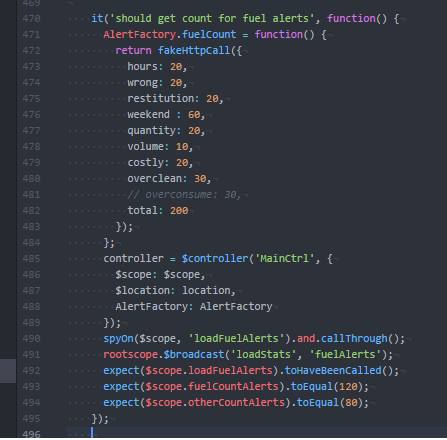 469
470 it('should get count for fuel alerts', function() {
471 AlertFactory.fuelCount = function() {
472 return fakeHttpCall({
473 hours: 20,
474 wrong: 20,
475 restitution: 20,
476 weekend : 60,
477 quantity: 20,
478 volume: 10,
479 costly: 20,
480 overclean: 30,
481 // overconsume: 30,
482 total: 200
483 });
484 };
485 controller = $controller('MainCtrl', {
486 $scope: $scope,
487 $location: location,
488 AlertFactory: AlertFactory
489 });
490 spyOn($scope, 'loadFuelAlerts').and.callThrough();
491 rootscope.$broadcast('loadStats', 'fuelAlerts');
492 expect($scope.loadFuelAlerts).toHaveBeenCalled();
493 expect($scope.fuelCountAlerts).toEqual(120);
494 expect($scope.otherCountAlerts).toEqual(80);
495 });
496